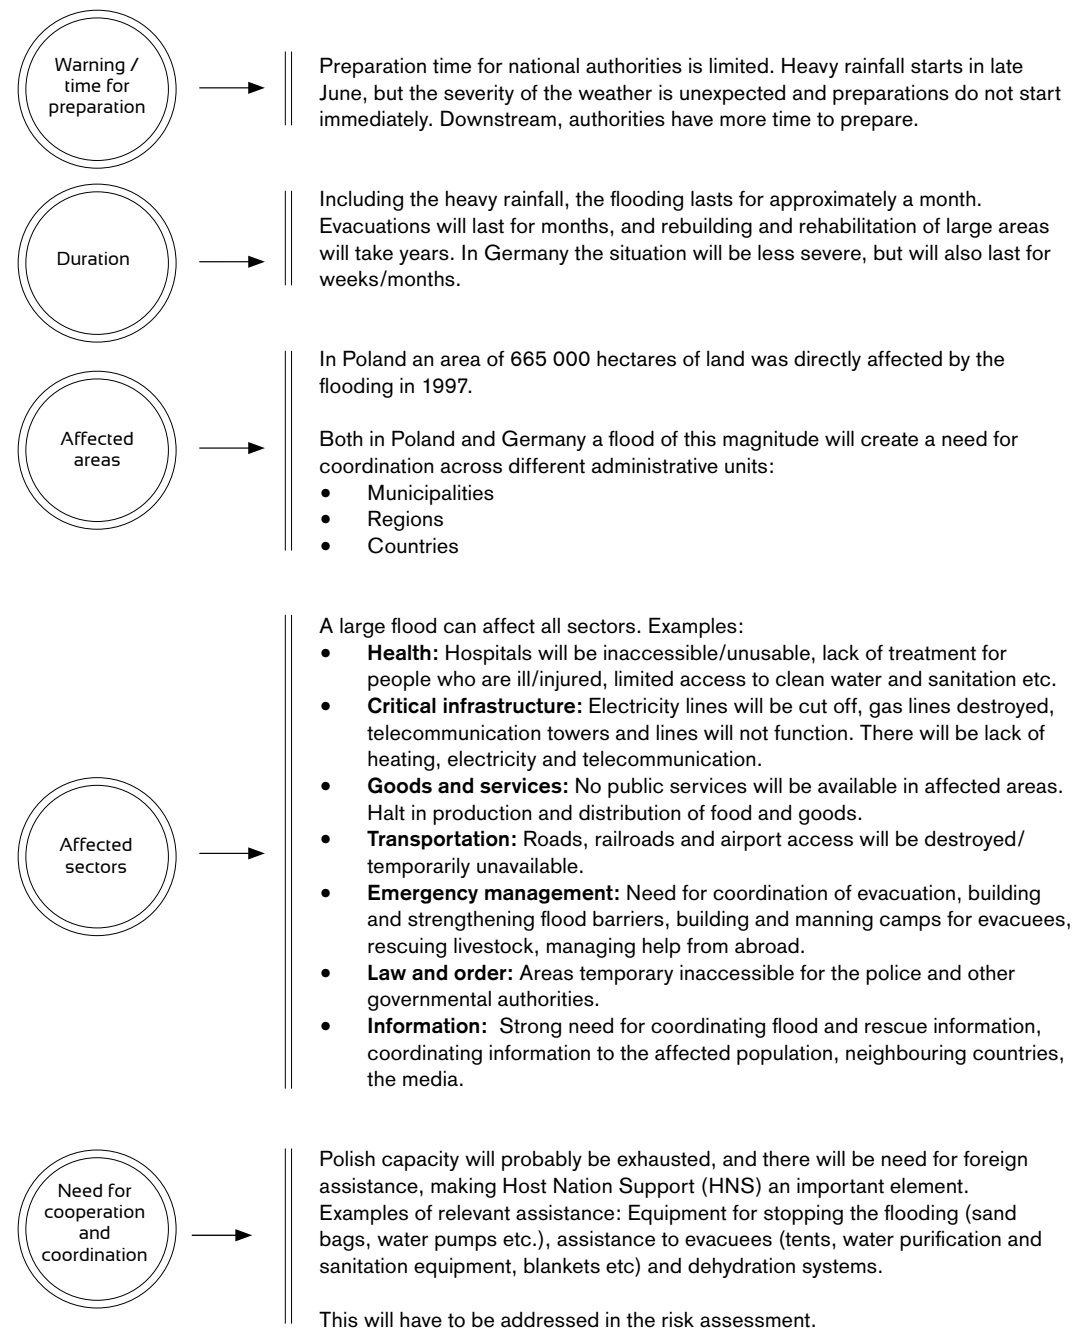 Warning /
time for
preparation
Preparation time for national authorities is limited. Heavy rainfall starts in late
June, but the severity of the weather is unexpected and preparations do not start
immediately. Downstream, authorities have more time to prepare.
Duration
Including the heavy rainfall, the flooding lasts for approximately a month.
Evacuations will last for months, and rebuilding and rehabilitation of large areas
will take years. In Germany the situation will be less severe, but will also last for
weeks/months.
Affected
areas
In Poland an area of 665 000 hectares of land was directly affected by the
flooding in 1997.
Both in Poland and Germany a flood of this magnitude will create a need for
coordination across different administrative units:
• Municipalities
• Regions
• Countries
Affected
sectors
A large flood can affect all sectors. Examples:
• Health: Hospitals will be inaccessible/unusable, lack of treatment for
people who are ill/injured, limited access to clean water and sanitation etc.
• Critical infrastructure: Electricity lines will be cut off, gas lines destroyed,
telecommunication towers and lines will not function. There will be lack of
heating, electricity and telecommunication.
• Goods and services: No public services will be available in affected areas.
Halt in production and distribution of food and goods.
• Transportation: Roads, railroads and airport access will be destroyed/
temporarily unavailable.
• Emergency management: Need for coordination of evacuation, building
and strengthening flood barriers, building and manning camps for evacuees,
rescuing livestock, managing help from abroad.
• Law and order: Areas temporary inaccessible for the police and other
governmental authorities.
• Information: Strong need for coordinating flood and rescue information,
coordinating information to the affected population, neighbouring countries,
the media.
Need for
cooperation
and
coordination
Polish capacity will probably be exhausted, and there will be need for foreign
assistance, making Host Nation Support (HNS) an important element.
Examples of relevant assistance: Equipment for stopping the flooding (sand
bags, water pumps etc.), assistance to evacuees (tents, water purification and
sanitation equipment, blankets etc) and dehydration systems.
This will have to be addressed in the risk assessment.